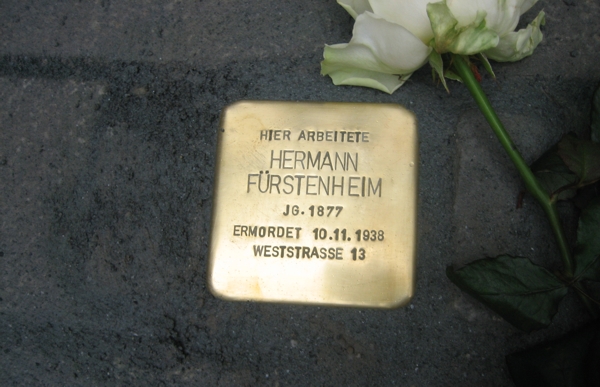 HIER ARBEITETE
HERMANN
FÜRSTENHEIM
JG. 1877
ERMORDET 10.11.1938
WESTSTRASSE 13